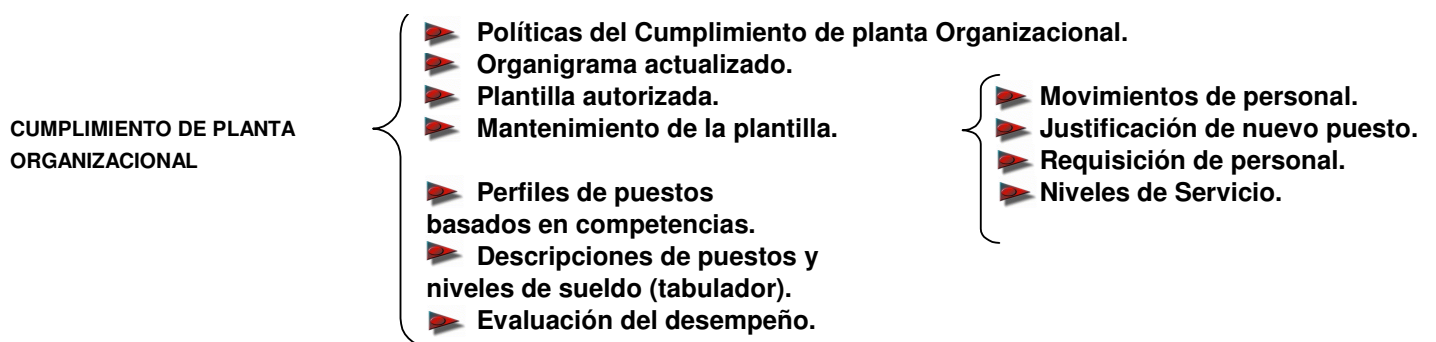 CUMPLIMIENTO DE PLANTA
ORGANIZACIONAL
Políticas del Cumplimiento de planta Organizacional.
Organigrama actualizado.
Plantilla autorizada.
Mantenimiento de la plantilla.
Perfiles de puestos
basados en competencias.
Descripciones de puestos y
niveles de sueldo (tabulador).
Evaluación del desempeño.
Movimientos de personal.
Justificación de nuevo puesto.
Requisición de personal.
Niveles de Servicio.